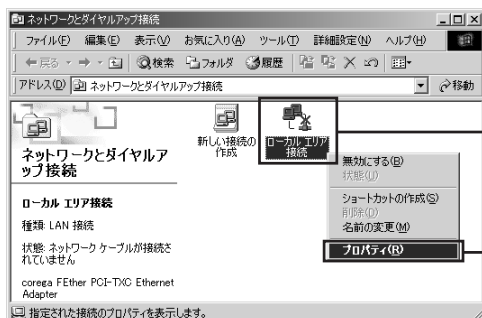 ネットワークとダイヤルアップ接続
ファイル(F) 編集(E) 表示(V) お気に入り(A) ツール(T) 詳細設定(N) ヘルプ(H)
戻る 検索 フォルダ 履歴
アドレス(D) ネットワークとダイヤルアップ接続 移動
新しい接続の
作成
ローカル エリア
接続
ネットワークとダイヤルア
ップ接続
ローカル エリア接続
種類: LAN 接続
状態: ネットワーク ケーブルが接続さ
れていません
corega FEther PCI-TXC Ethernet
Adapter
無効にする(B)
状態(U)
ショートカットの作成(S)
削除(D)
名前の変更(M)
プロパティ(R)
指定された接続のプロパティを表示します。